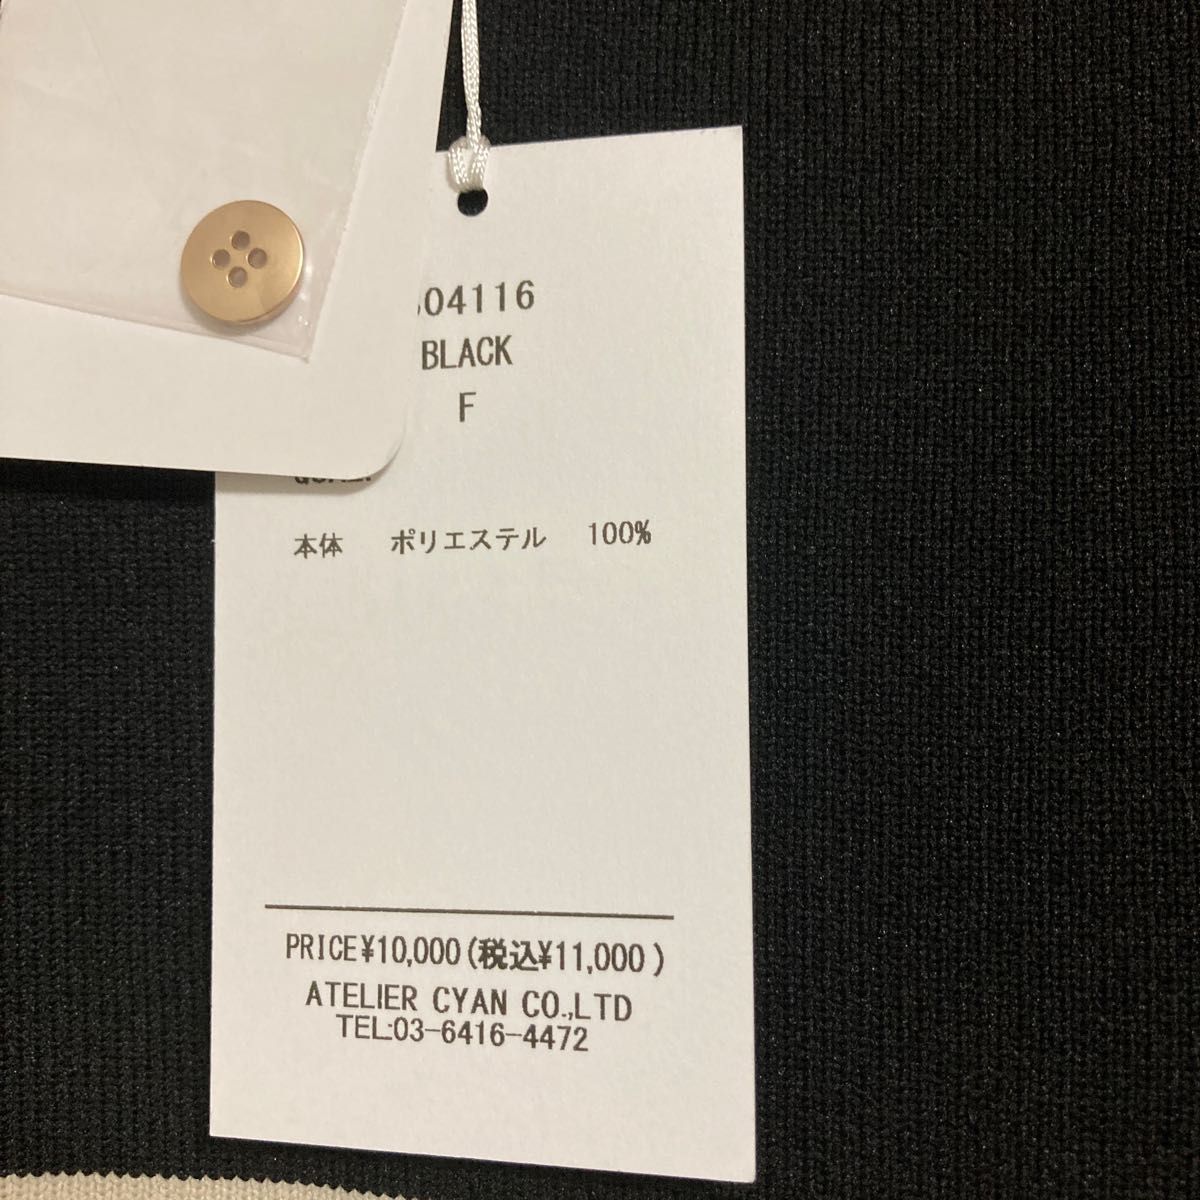 04116
BLACK
F
本体 ポリエステル 100%
PRICE¥10,000(税込¥11,000)
ATELIER CYAN CO.,LTD
TEL:03-6416-4472